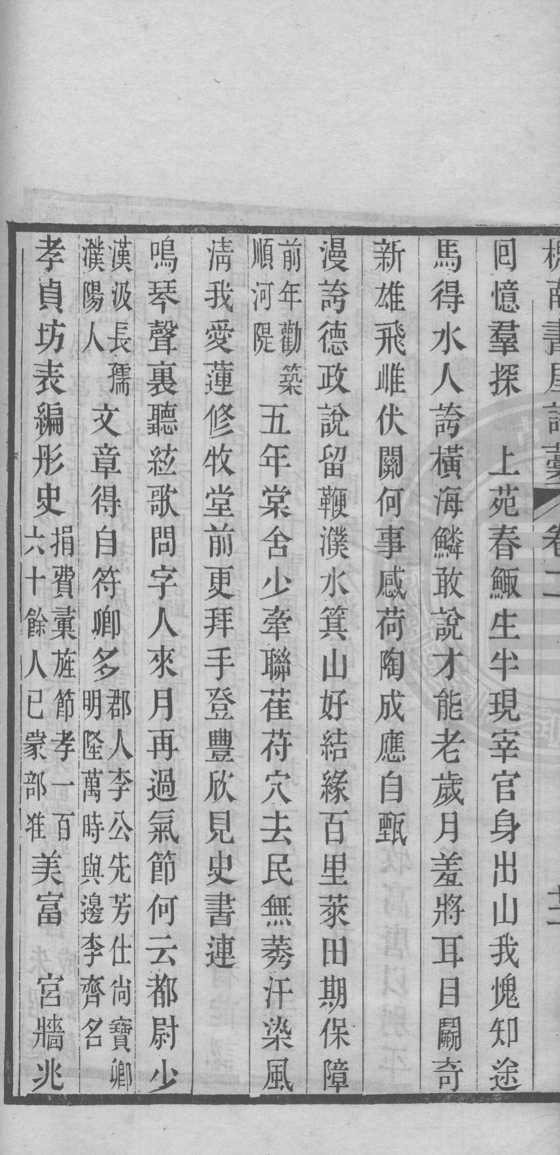 書屋詩藁　卷二
回憶羣探　上苑春鯫生半現宰官身出山我愧知途
馬得水人誇橫海鱗敢說才能老歲月羞將耳目鬭奇
新雄飛雌伏關何事感荷陶成應自甄
漫誇德政說留鞭濮水箕山好結緣百里萊田期保障
前年勸築
順河隄
五年棠舍少牽聯萑苻穴去民無莠汗染風
清我愛蓮修牧堂前更拜手登豐欣見史書連
鳴琴聲裏聽絃歌問字人來月再過氣節何云都尉少
漢汲長孺
濮陽人
文章得自符卿多
郡人李公先芳仕尚寶卿
明隆萬時與邊李齊名
孝貞坊表編彤史
捐費彙旌節孝一百
六十餘人已蒙部准
美富　宮牆兆